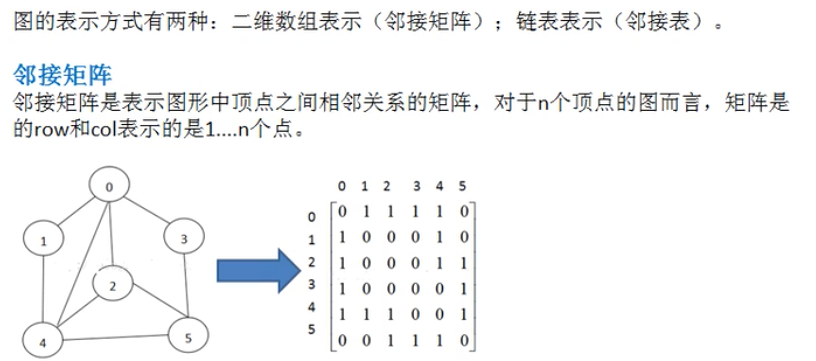 图的表示方式有两种：二维数组表示（邻接矩阵）；链表表示（邻接表）。
邻接矩阵
邻接矩阵是表示图形中顶点之间相邻关系的矩阵，对于n个顶点的图而言，矩阵是
的row和col表示的是1....n个点。
0
1
3
2
4
5
0 1 2 3 4 5
0 0 1 1 1 1 0
1 1 0 0 0 1 0
2 1 0 0 0 1 1
3 1 0 0 0 0 1
4 1 1 1 0 0 1
5 0 0 1 1 1 0